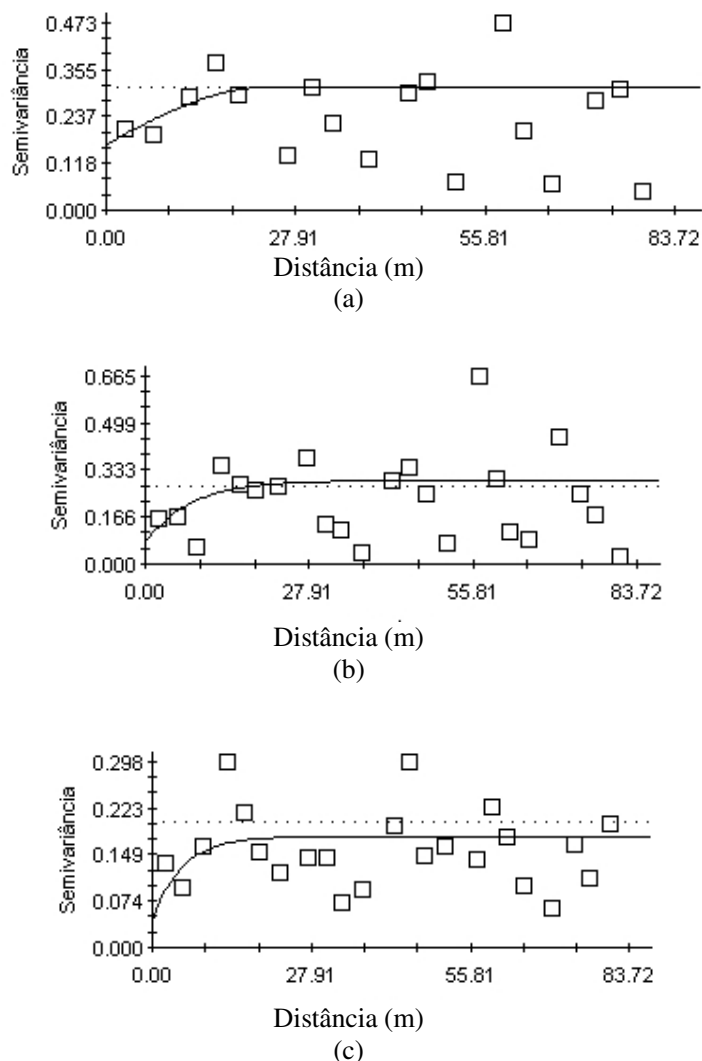 0.473
0.355
0.237
0.118
0.000
Semivariância
0.00 27.91 55.81 83.72
Distância (m)
(a)
0.665
0.499
0.333
0.166
0.000
Semivariância
0.00 27.91 55.81 83.72
Distância (m)
(b)
0.298
0.223
0.149
0.074
0.000
Semivariância
0.00 27.91 55.81 83.72
Distância (m)
(c)